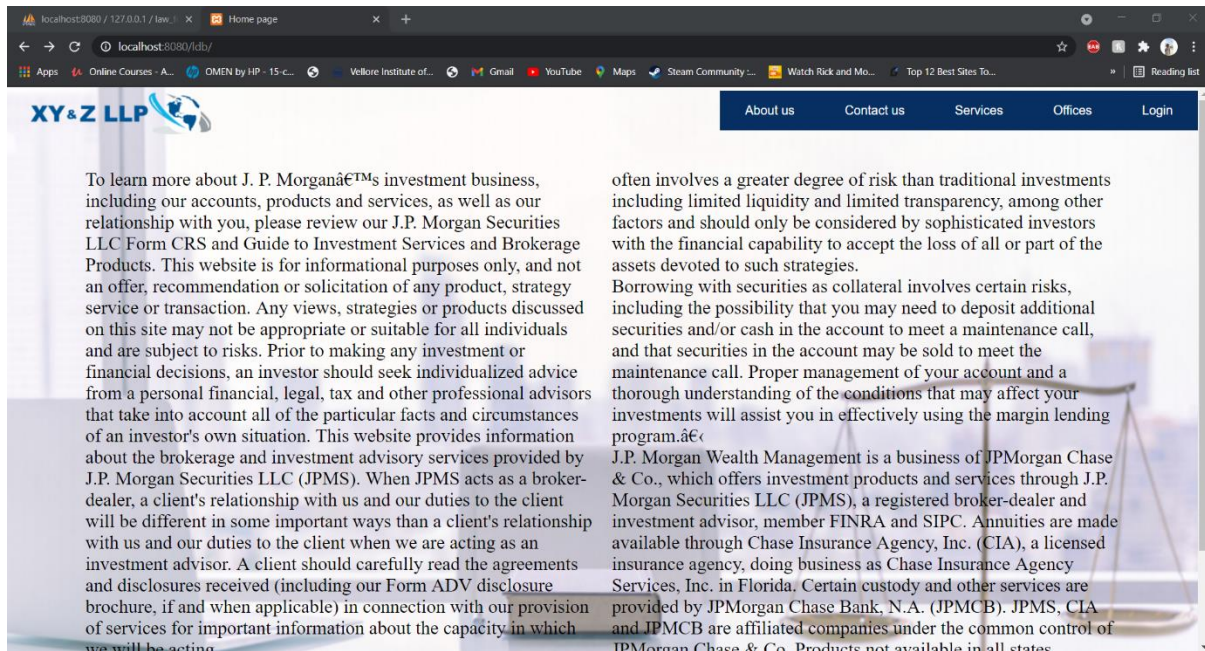 localhost:8080 / 127.0.0.1 / law_
Home page
localhost:8080/ldb/
Apps
Online Courses - A...
OMEN by HP - 15-c...
Vellore Institute of...
Gmail
YouTube
Maps
Steam Community :...
Watch Rick and Mo...
Top 12 Best Sites To...
»
Reading list
XY&Z LLP
About us
Contact us
Services
Offices
Login
To learn more about J. P. Morganâ€™s investment business,
including our accounts, products and services, as well as our
relationship with you, please review our J.P. Morgan Securities
LLC Form CRS and Guide to Investment Services and Brokerage
Products. This website is for informational purposes only, and not
an offer, recommendation or solicitation of any product, strategy
service or transaction. Any views, strategies or products discussed
on this site may not be appropriate or suitable for all individuals
and are subject to risks. Prior to making any investment or
financial decisions, an investor should seek individualized advice
from a personal financial, legal, tax and other professional advisors
that take into account all of the particular facts and circumstances
of an investor's own situation. This website provides information
about the brokerage and investment advisory services provided by
J.P. Morgan Securities LLC (JPMS). When JPMS acts as a broker-
dealer, a client's relationship with us and our duties to the client
will be different in some important ways than a client's relationship
with us and our duties to the client when we are acting as an
investment advisor. A client should carefully read the agreements
and disclosures received (including our Form ADV disclosure
brochure, if and when applicable) in connection with our provision
of services for important information about the capacity in which
we will be acting.
often involves a greater degree of risk than traditional investments
including limited liquidity and limited transparency, among other
factors and should only be considered by sophisticated investors
with the financial capability to accept the loss of all or part of the
assets devoted to such strategies.
Borrowing with securities as collateral involves certain risks,
including the possibility that you may need to deposit additional
securities and/or cash in the account to meet a maintenance call,
and that securities in the account may be sold to meet the
maintenance call. Proper management of your account and a
thorough understanding of the conditions that may affect your
investments will assist you in effectively using the margin lending
program.â€‹
J.P. Morgan Wealth Management is a business of JPMorgan Chase
& Co., which offers investment products and services through J.P.
Morgan Securities LLC (JPMS), a registered broker-dealer and
investment advisor, member FINRA and SIPC. Annuities are made
available through Chase Insurance Agency, Inc. (CIA), a licensed
insurance agency, doing business as Chase Insurance Agency
Services, Inc. in Florida. Certain custody and other services are
provided by JPMorgan Chase Bank, N.A. (JPMCB). JPMS, CIA
and JPMCB are affiliated companies under the common control of
JPMorgan Chase & Co. Products not available in all states.